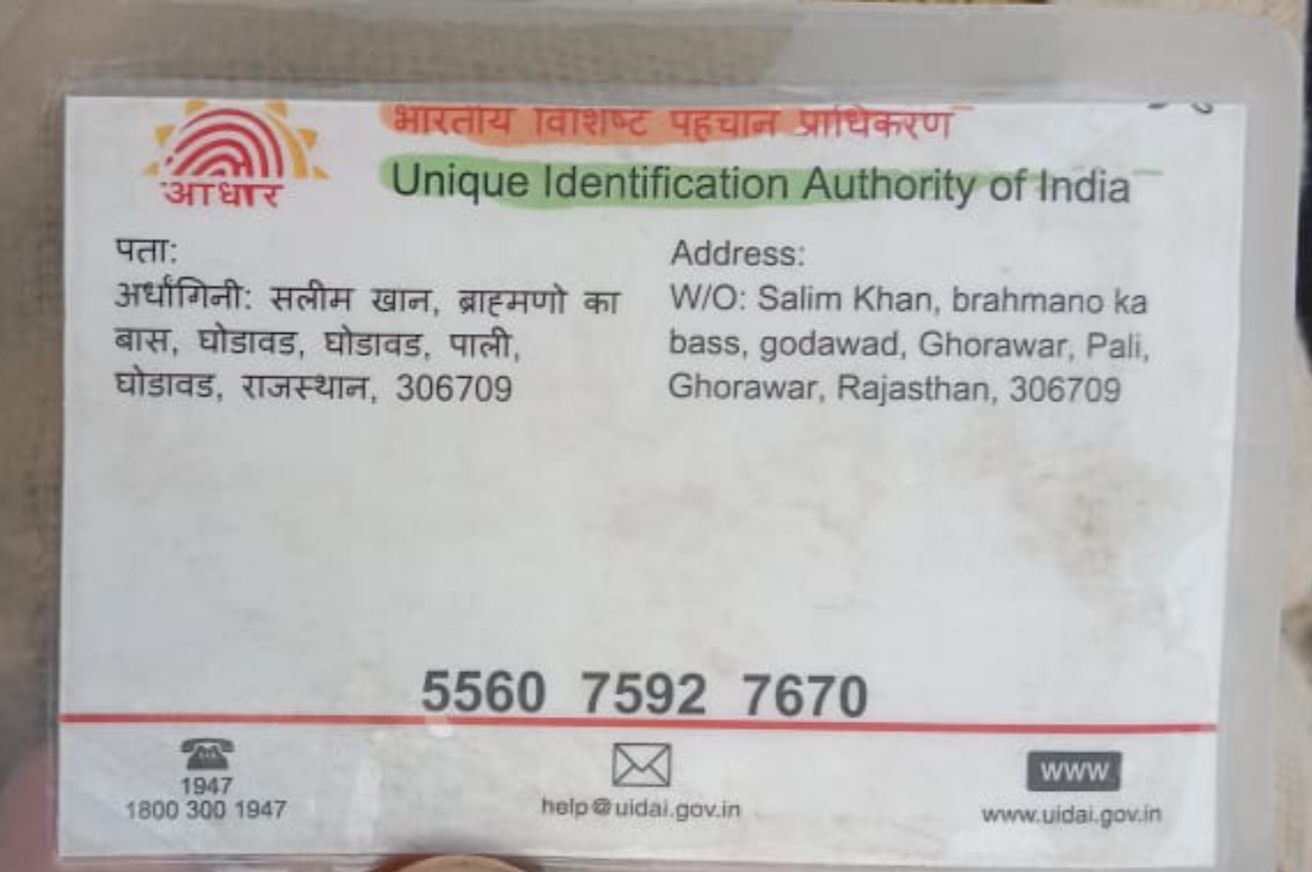 भारतीय विशिष्ट पहचान प्राधिकरण
आधार
Unique Identification Authority of India
पता:
अर्धांगिनी: सलीम खान, ब्राह्मणो का
बास, घोडावड, घोडावड, पाली,
घोडावड, राजस्थान, 306709
Address:
W/O: Salim Khan, brahmano ka
bass, godawad, Ghorawar, Pali,
Ghorawar, Rajasthan, 306709
5560 7592 7670
1947
1800 300 1947
help@uidai.gov.in
WWW
www.uidai.gov.in